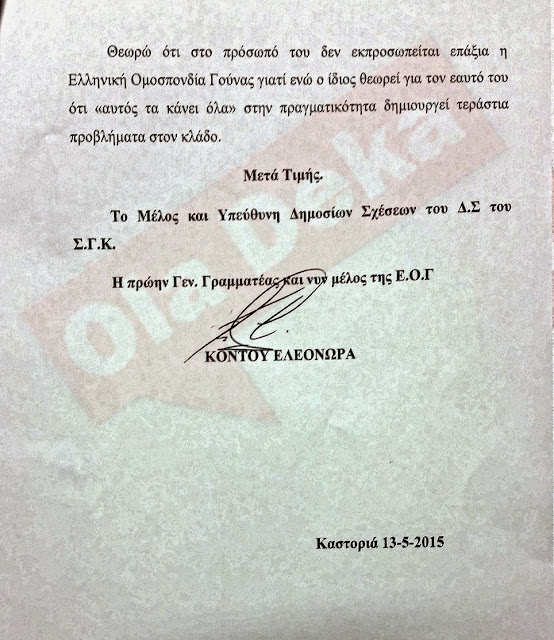 Θεωρώ ότι στο πρόσωπό του δεν εκπροσωπείται επάξια η
Ελληνική Ομοσπονδία Γούνας γιατί ενώ ο ίδιος θεωρεί για τον εαυτό του
ότι «αυτός τα κάνει όλα» στην πραγματικότητα δημιουργεί τεράστια
προβλήματα στον κλάδο.
Μετά Τιμής.
Το Μέλος και Υπεύθυνη Δημοσίων Σχέσεων του Δ.Σ του
Σ.Γ.Κ.
Η πρώην Γεν. Γραμματέας και νυν μέλος της Ε.Ο.Γ
ΚΟΝΤΟΥ ΕΛΕΟΝΩΡΑ
Καστοριά 13-5-2015
Ola Deka